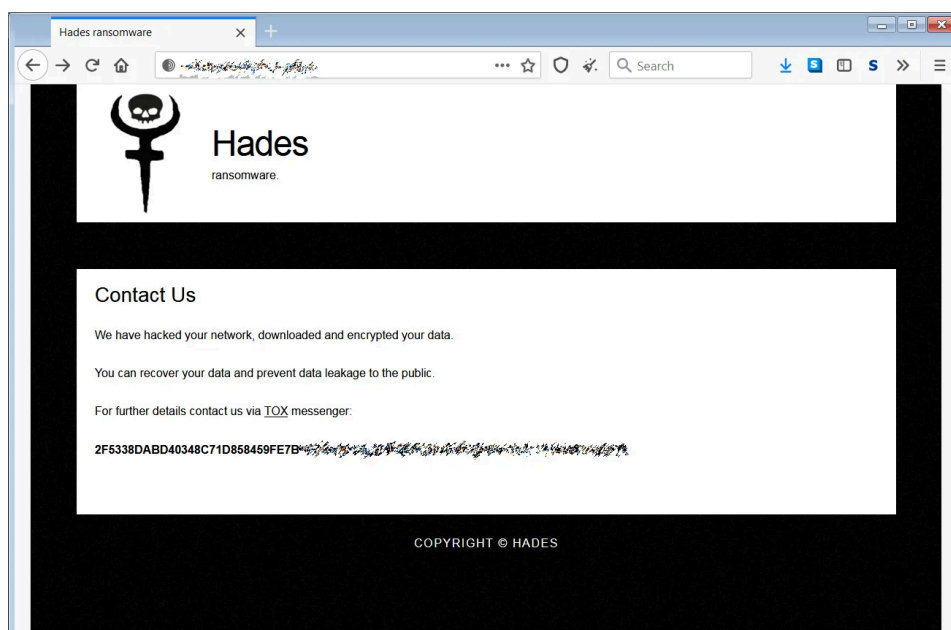 Hades ransomware
Search
Hades
ransomware.
Contact Us
We have hacked your network, downloaded and encrypted your data.
You can recover your data and prevent data leakage to the public.
For further details contact us via TOX messenger:
2F5338DABD40348C71D858459FE7B
COPYRIGHT © HADES